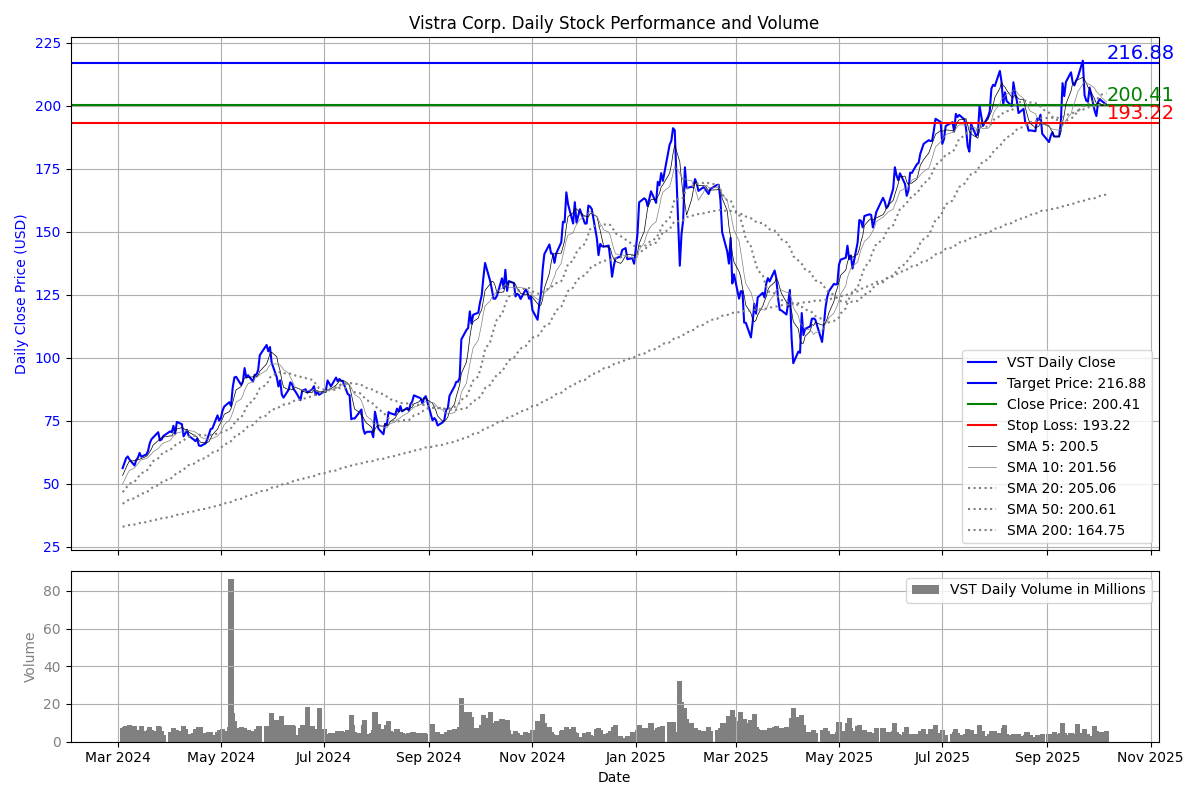 Vistra Corp. Daily Stock Performance and Volume
Daily Close Price (USD)
225
200
175
150
125
100
75
50
25
216.88
200.41
193.22
VST Daily Close
Target Price: 216.88
Close Price: 200.41
Stop Loss: 193.22
SMA 5: 200.5
SMA 10: 201.56
SMA 20: 205.06
SMA 50: 200.61
SMA 200: 164.75
Volume
80
60
40
20
0
VST Daily Volume in Millions
Mar 2024 May 2024 Jul 2024 Sep 2024 Nov 2024 Jan 2025 Mar 2025 May 2025 Jul 2025 Sep 2025 Nov 2025
Date